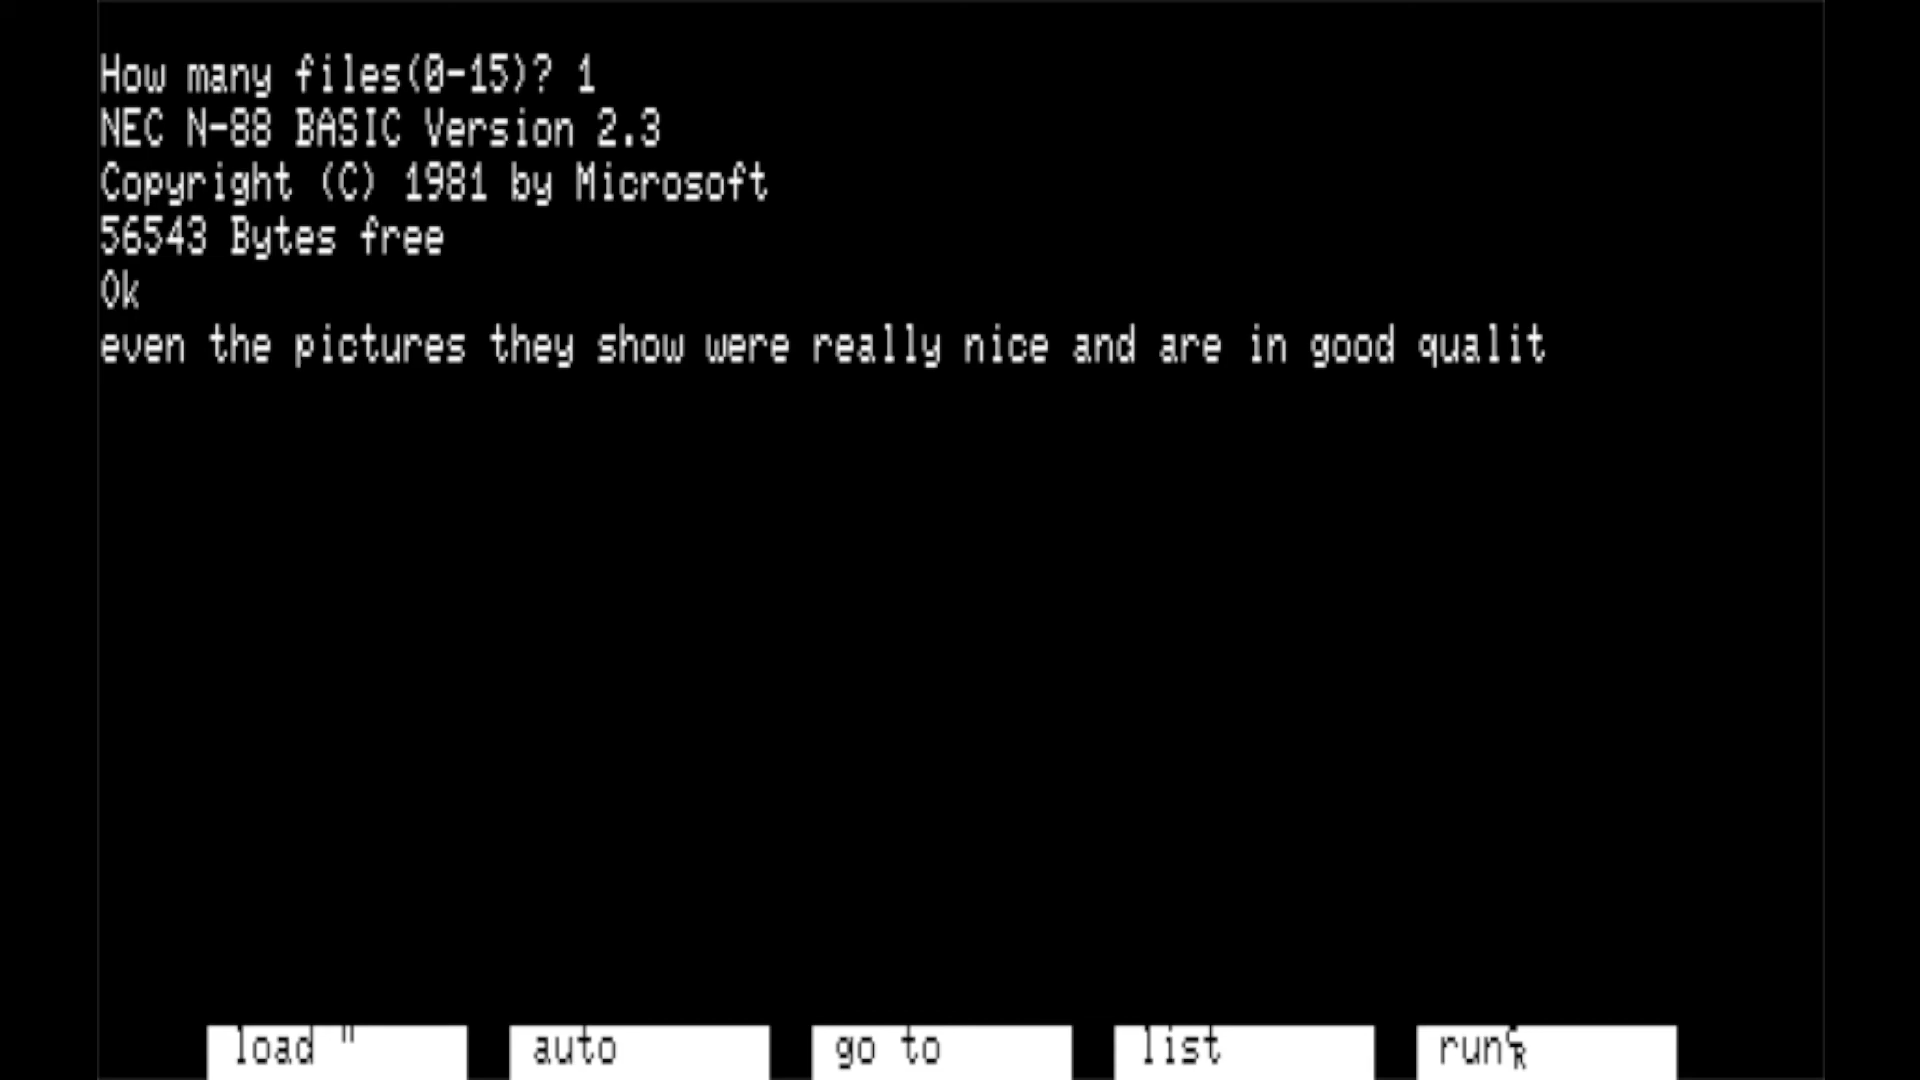 How many files(0-15)? 1
NEC N-88 BASIC Version 2.3
Copyright (C) 1981 by Microsoft
56543 Bytes free
Ok
even the pictures they show were really nice and are in good qualit
load " auto go to list run␍